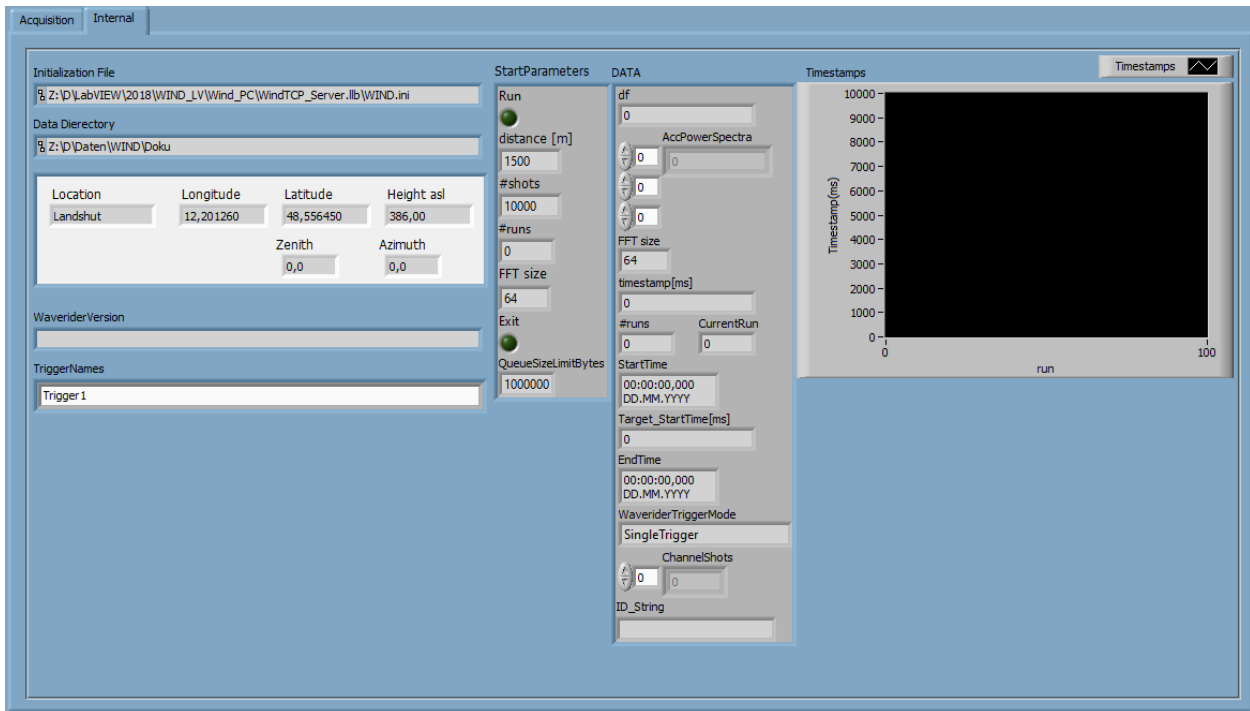 Acquisition
Internal
Initialization File
Z:\D\LabVIEW\2018\WIND_LV\Wind_PC\WindTCP_Server.llb\WIND.ini
Data Dierectory
Z:\D\Daten\WIND\Doku
Location Longitude Latitude Height asl
Landshut 12,201260 48,556450 386,00
Zenith Azimuth
0,0 0,0
WaveriderVersion
TriggerNames
Trigger1
StartParameters
Run
distance [m]
1500
#shots
10000
#runs
0
FFT size
64
Exit
QueueSizeLimitBytes
1000000
DATA
df
0
AccPowerSpectra
0 0
0
0
FFT size
64
timestamp[ms]
0
#runs CurrentRun
0 0
StartTime
00:00:00,000
DD.MM.YYYY
Target_StartTime[ms]
0
EndTime
00:00:00,000
DD.MM.YYYY
WaveriderTriggerMode
SingleTrigger
ChannelShots
0 0
ID_String
Timestamps
Timestamps
Timestamp(ms)
10000
9000
8000
7000
6000
5000
4000
3000
2000
1000
0
0 100
run